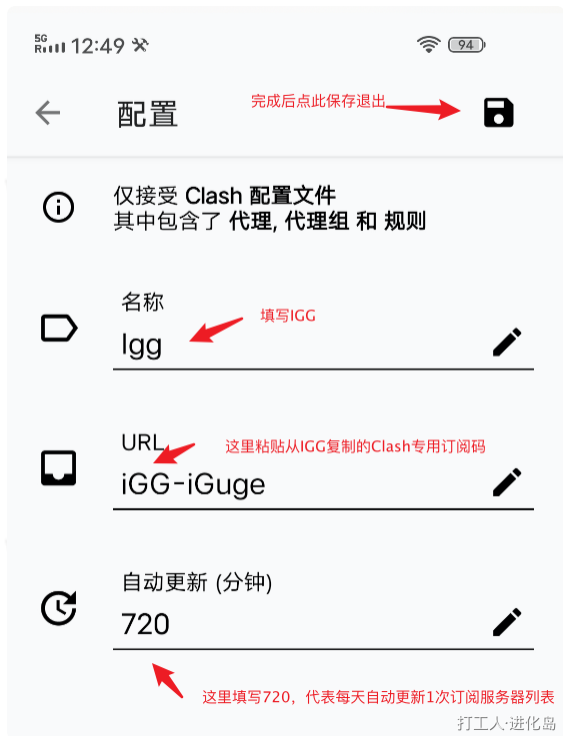 5G
R 12:49 94
配置
完成后点此保存退出
仅接受 Clash 配置文件
其中包含了 代理, 代理组 和 规则
名称
填写IGG
Igg
URL
这里粘贴从IGG复制的Clash专用订阅码
iGG-iGuge
自动更新 (分钟)
720
这里填写720，代表每天自动更新1次订阅服务器列表
打工人·进化岛